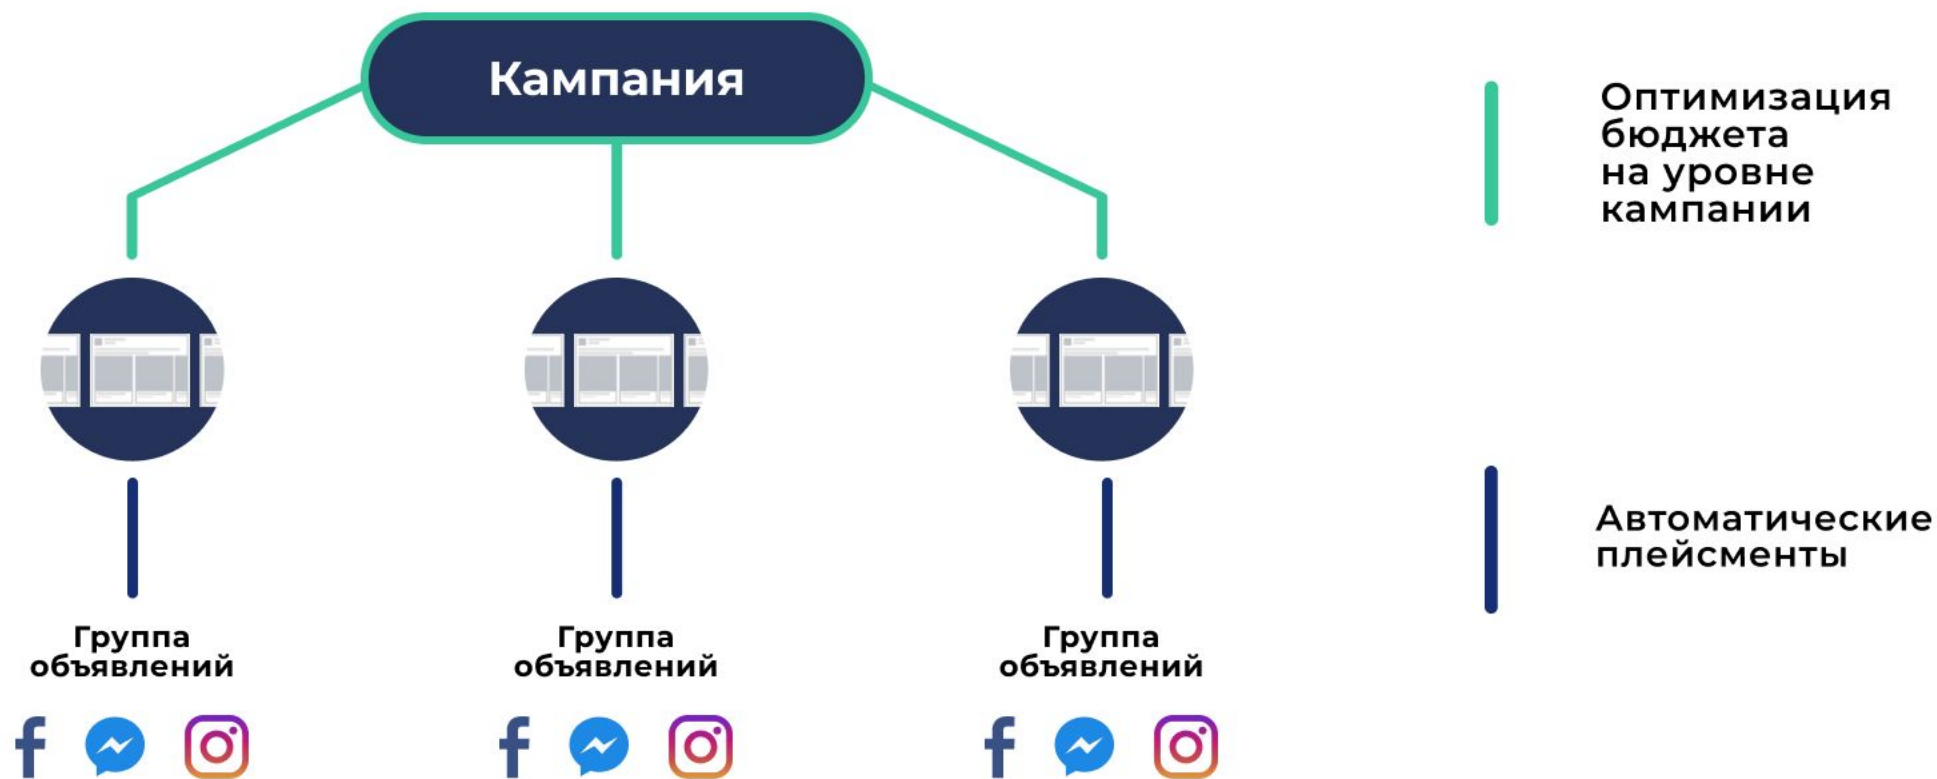 Кампания
Оптимизация
бюджета
на уровне
кампании
Автоматические
плейсменты
Группа
объявлений
Группа
объявлений
Группа
объявлений